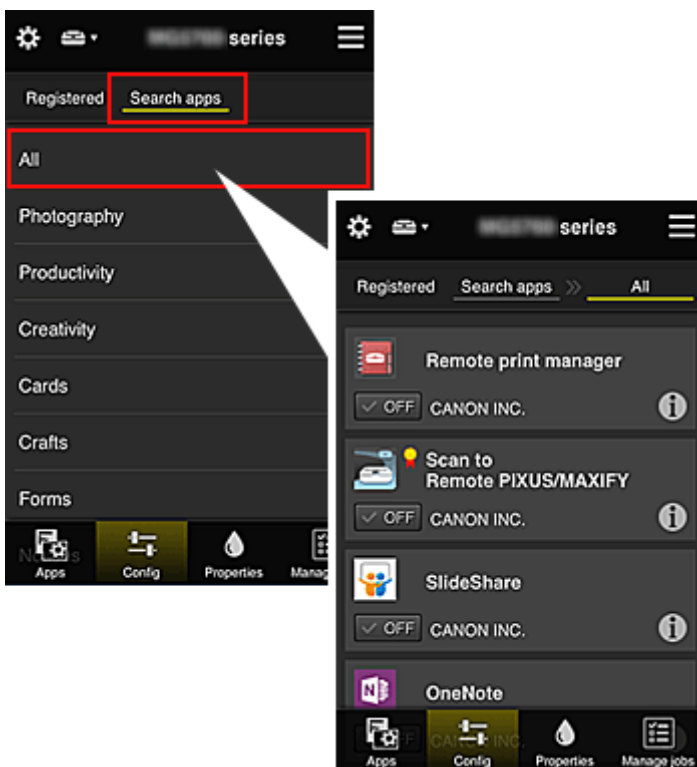 series
Registered Search apps
All
Photography
Productivity
Creativity
Cards
Crafts
Forms
Apps Config Properties Manag
series
Registered Search apps » All
Remote print manager
OFF CANON INC.
Scan to
Remote PIXUS/MAXIFY
OFF CANON INC.
SlideShare
OFF CANON INC.
OneNote
Apps Config Properties Manage jobs